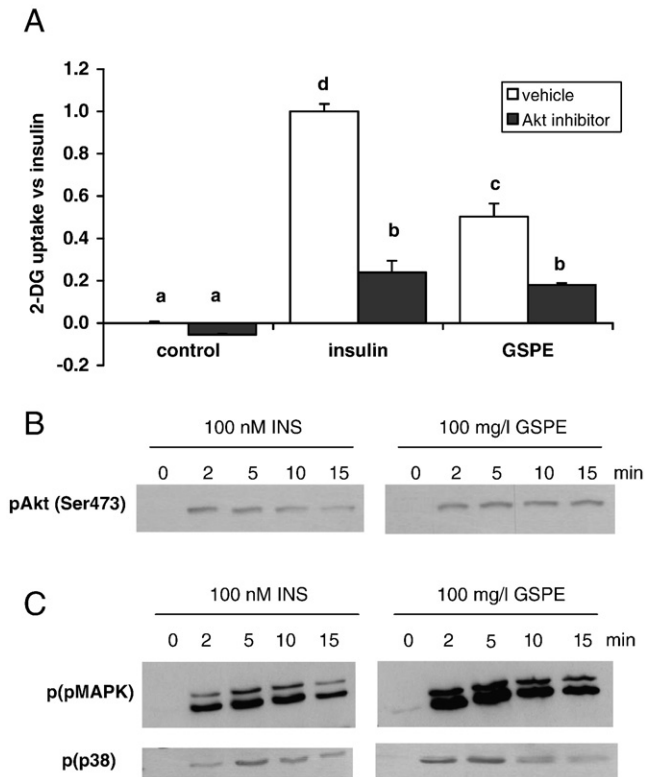 A
1.2
1.0
0.8
0.6
0.4
0.2
0.0
-0.2
2-DG uptake vs insulin
a a d b c b
vehicle
Akt inhibitor
control insulin GSPE
B
100 nM INS 100 mg/l GSPE
0 2 5 10 15 0 2 5 10 15 min
pAkt (Ser473)
C
100 nM INS 100 mg/l GSPE
0 2 5 10 15 0 2 5 10 15 min
p(pMAPK)
p(p38)